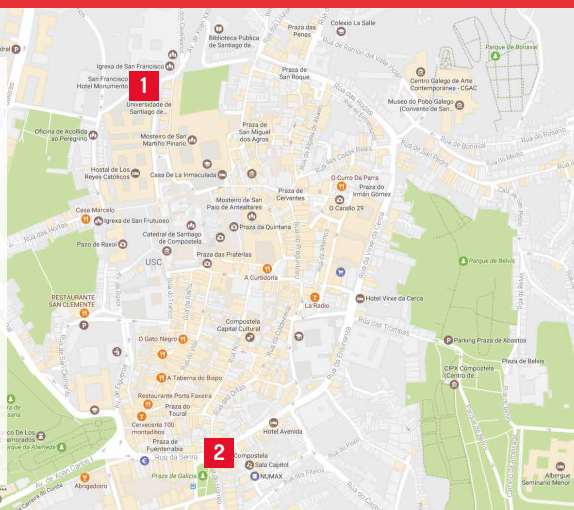 Colexio La Salle
Biblioteca Pública
de Santiago de...
Praza das
Penas
Parque De Bonaval
Igrexa de San Francisco
1
San Francisco
Hotel Monumento
Universidade de
Santiago de...
Praza de
San Roque
Centro Galego de Arte
Contemporánea - CGAC
Museo do Pobo Galego
(Convento de San...
Rúa das Rodas
Oficina de Acollida
ao Peregrino
Mosteiro de San
Martiño Pinario
Praza de
San Miguel
dos Agros
Rúa de Bonaval
Rúa do Medio
Rúa de San Pedro
Hostal de Los
Reyes Católicos
Casa De La Inmaculada
O Curro Da Parra
Praza do
Irmán Gómez
Mosteiro de San
Paio de Antealtares
Praza de
Cervantes
O Carallo 29
Casa Marcelo
Igrexa de San Frutuoso
Rúa das Hortas
Catedral de Santiago
de Compostela
Praza da Quintana
Pazo de Raxoi
USC
Praza das Praterías
Parque de Belvís
A Curtidoría
RESTAURANTE
SAN CLEMENTE
La Radio
Hotel Virxe da Cerca
Compostela
Capital Cultural
Rúa das Trompas
O Gato Negro
Parking Praza de Abastos
Plaza de Belvis
A Taberna do Bispo
CIPX Compostela
(Centro de...
Restaurante Porta Faxeira
Praza do
Toural
Cervecería 100
montaditos
Hotel Avenida
Praza de
Fuenterrabía
Rúa da Senra
2
Compostela
Sala Capitol
Praza de Galicia
NUMAX
Abrigadoiro
Albergue
Seminario Menor